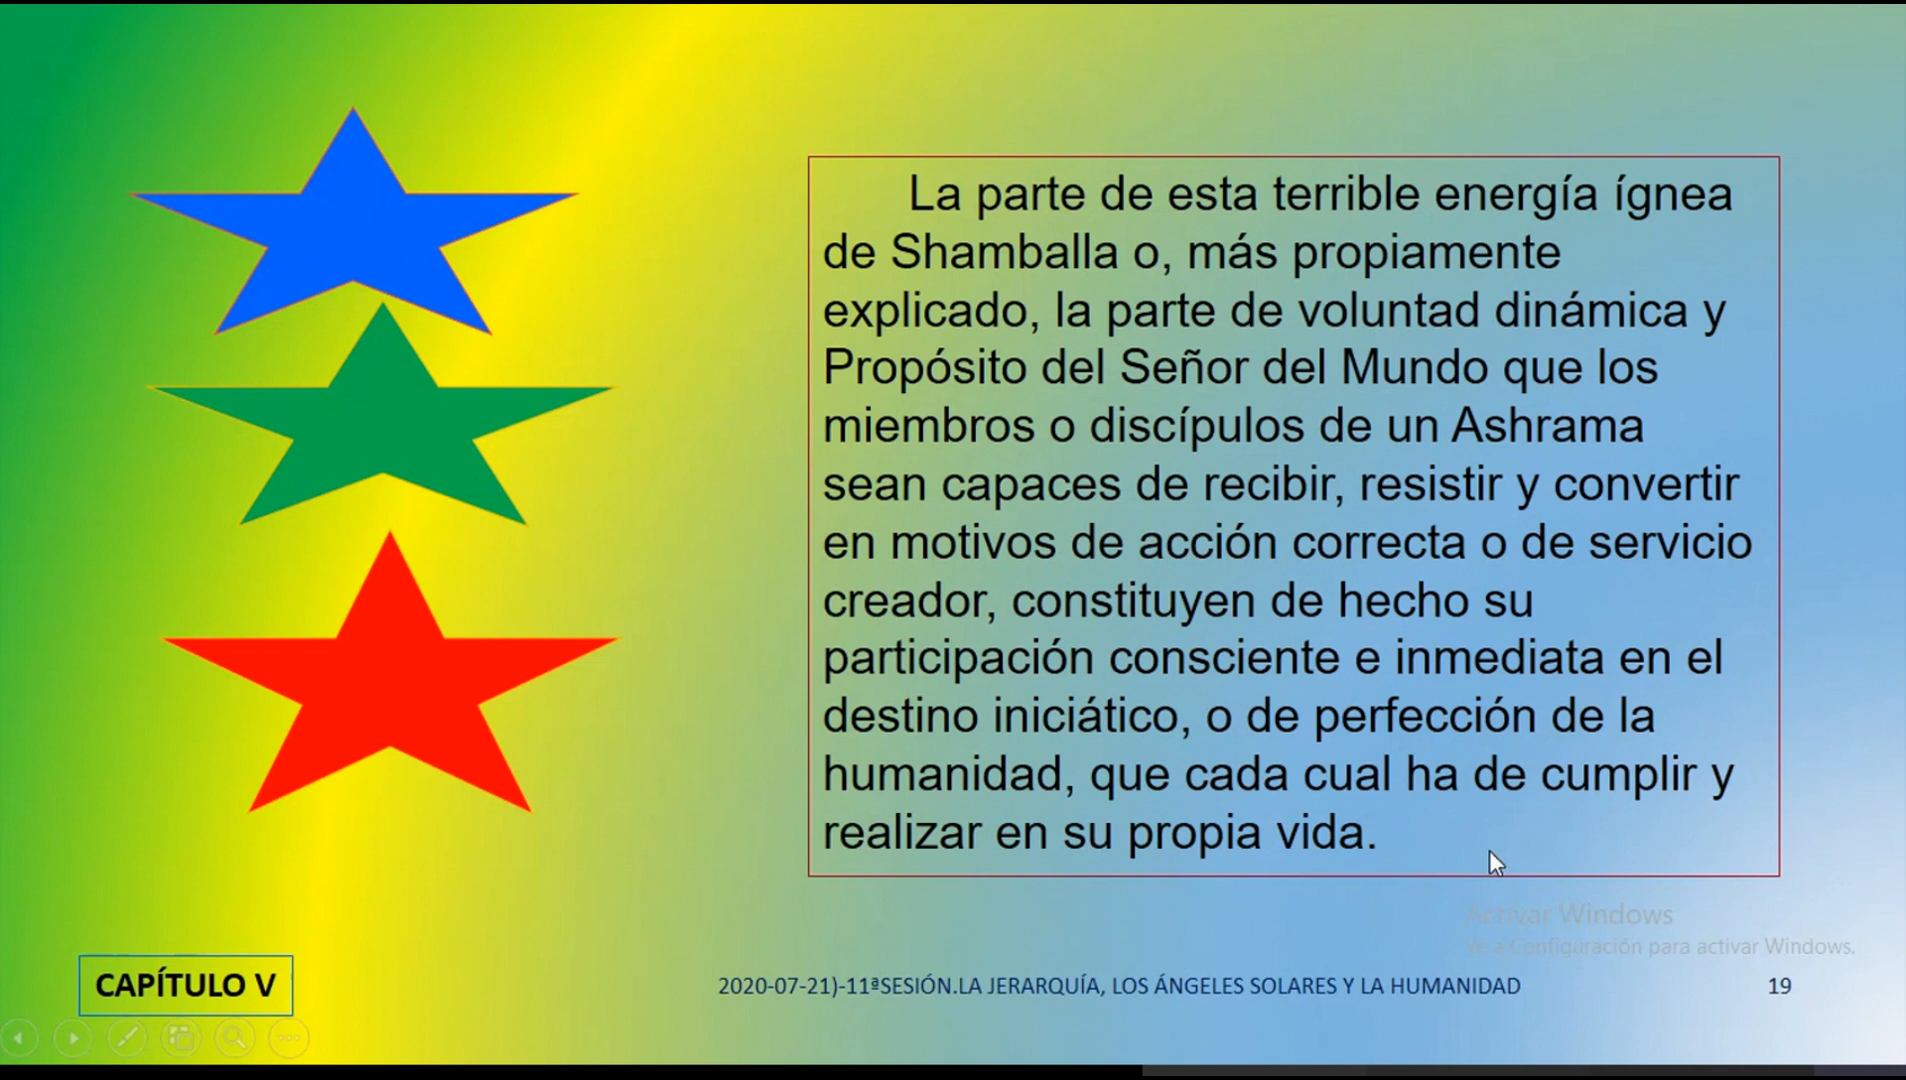 La parte de esta terrible energía ígnea
de Shamballa o, más propiamente
explicado, la parte de voluntad dinámica y
Propósito del Señor del Mundo que los
miembros o discípulos de un Ashrama
sean capaces de recibir, resistir y convertir
en motivos de acción correcta o de servicio
creador, constituyen de hecho su
participación consciente e inmediata en el
destino iniciático, o de perfección de la
humanidad, que cada cual ha de cumplir y
realizar en su propia vida.
Activar Windows
Ve a Configuración para activar Windows.
CAPÍTULO V
2020-07-21)-11ªSESIÓN.LA JERARQUÍA, LOS ÁNGELES SOLARES Y LA HUMANIDAD
19